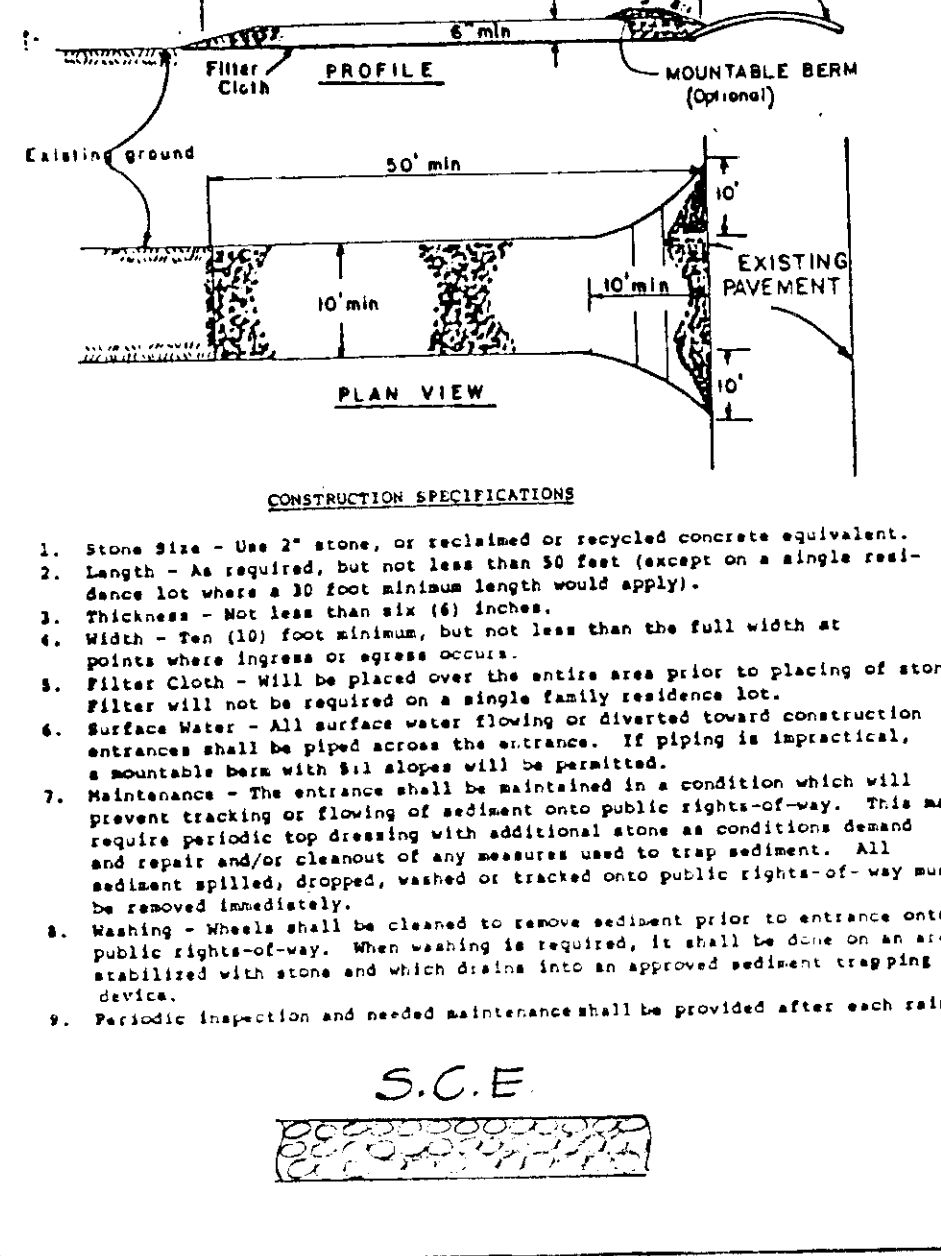 6" min
Filter
Cloth
PROFILE
MOUNTABLE BERM
(Optional)
Existing ground
50' min
10'
EXISTING
PAVEMENT
10' min
10' min
10'
PLAN VIEW
CONSTRUCTION SPECIFICATIONS
1. Stone Size - Use 2" stone, or reclaimed or recycled concrete equivalent.
2. Length - As required, but not less than 50 feet (except on a single resi-
dence lot where a 30 foot minimum length would apply).
3. Thickness - Not less than six (6) inches.
4. Width - Ten (10) foot minimum, but not less than the full width at
points where ingress or egress occurs.
5. Filter Cloth - Will be placed over the entire area prior to placing of ston
Filter will not be required on a single family residence lot.
6. Surface Water - All surface water flowing or diverted toward construction
entrances shall be piped across the entrance. If piping is impractical,
a mountable berm with 5:1 slopes will be permitted.
7. Maintenance - The entrance shall be maintained in a condition which will
prevent tracking or flowing of sediment onto public rights-of-way. This ma
require periodic top dressing with additional stone as conditions demand
and repair and/or cleanout of any measures used to trap sediment. All
sediment spilled, dropped, washed or tracked onto public rights-of-way mu
be removed immediately.
8. Washing - Wheels shall be cleaned to remove sediment prior to entrance ont
public rights-of-way. When washing is required, it shall be done on an are
stabilized with stone and which drains into an approved sediment trapping
device.
9. Periodic inspection and needed maintenance shall be provided after each rain
S.C.E.